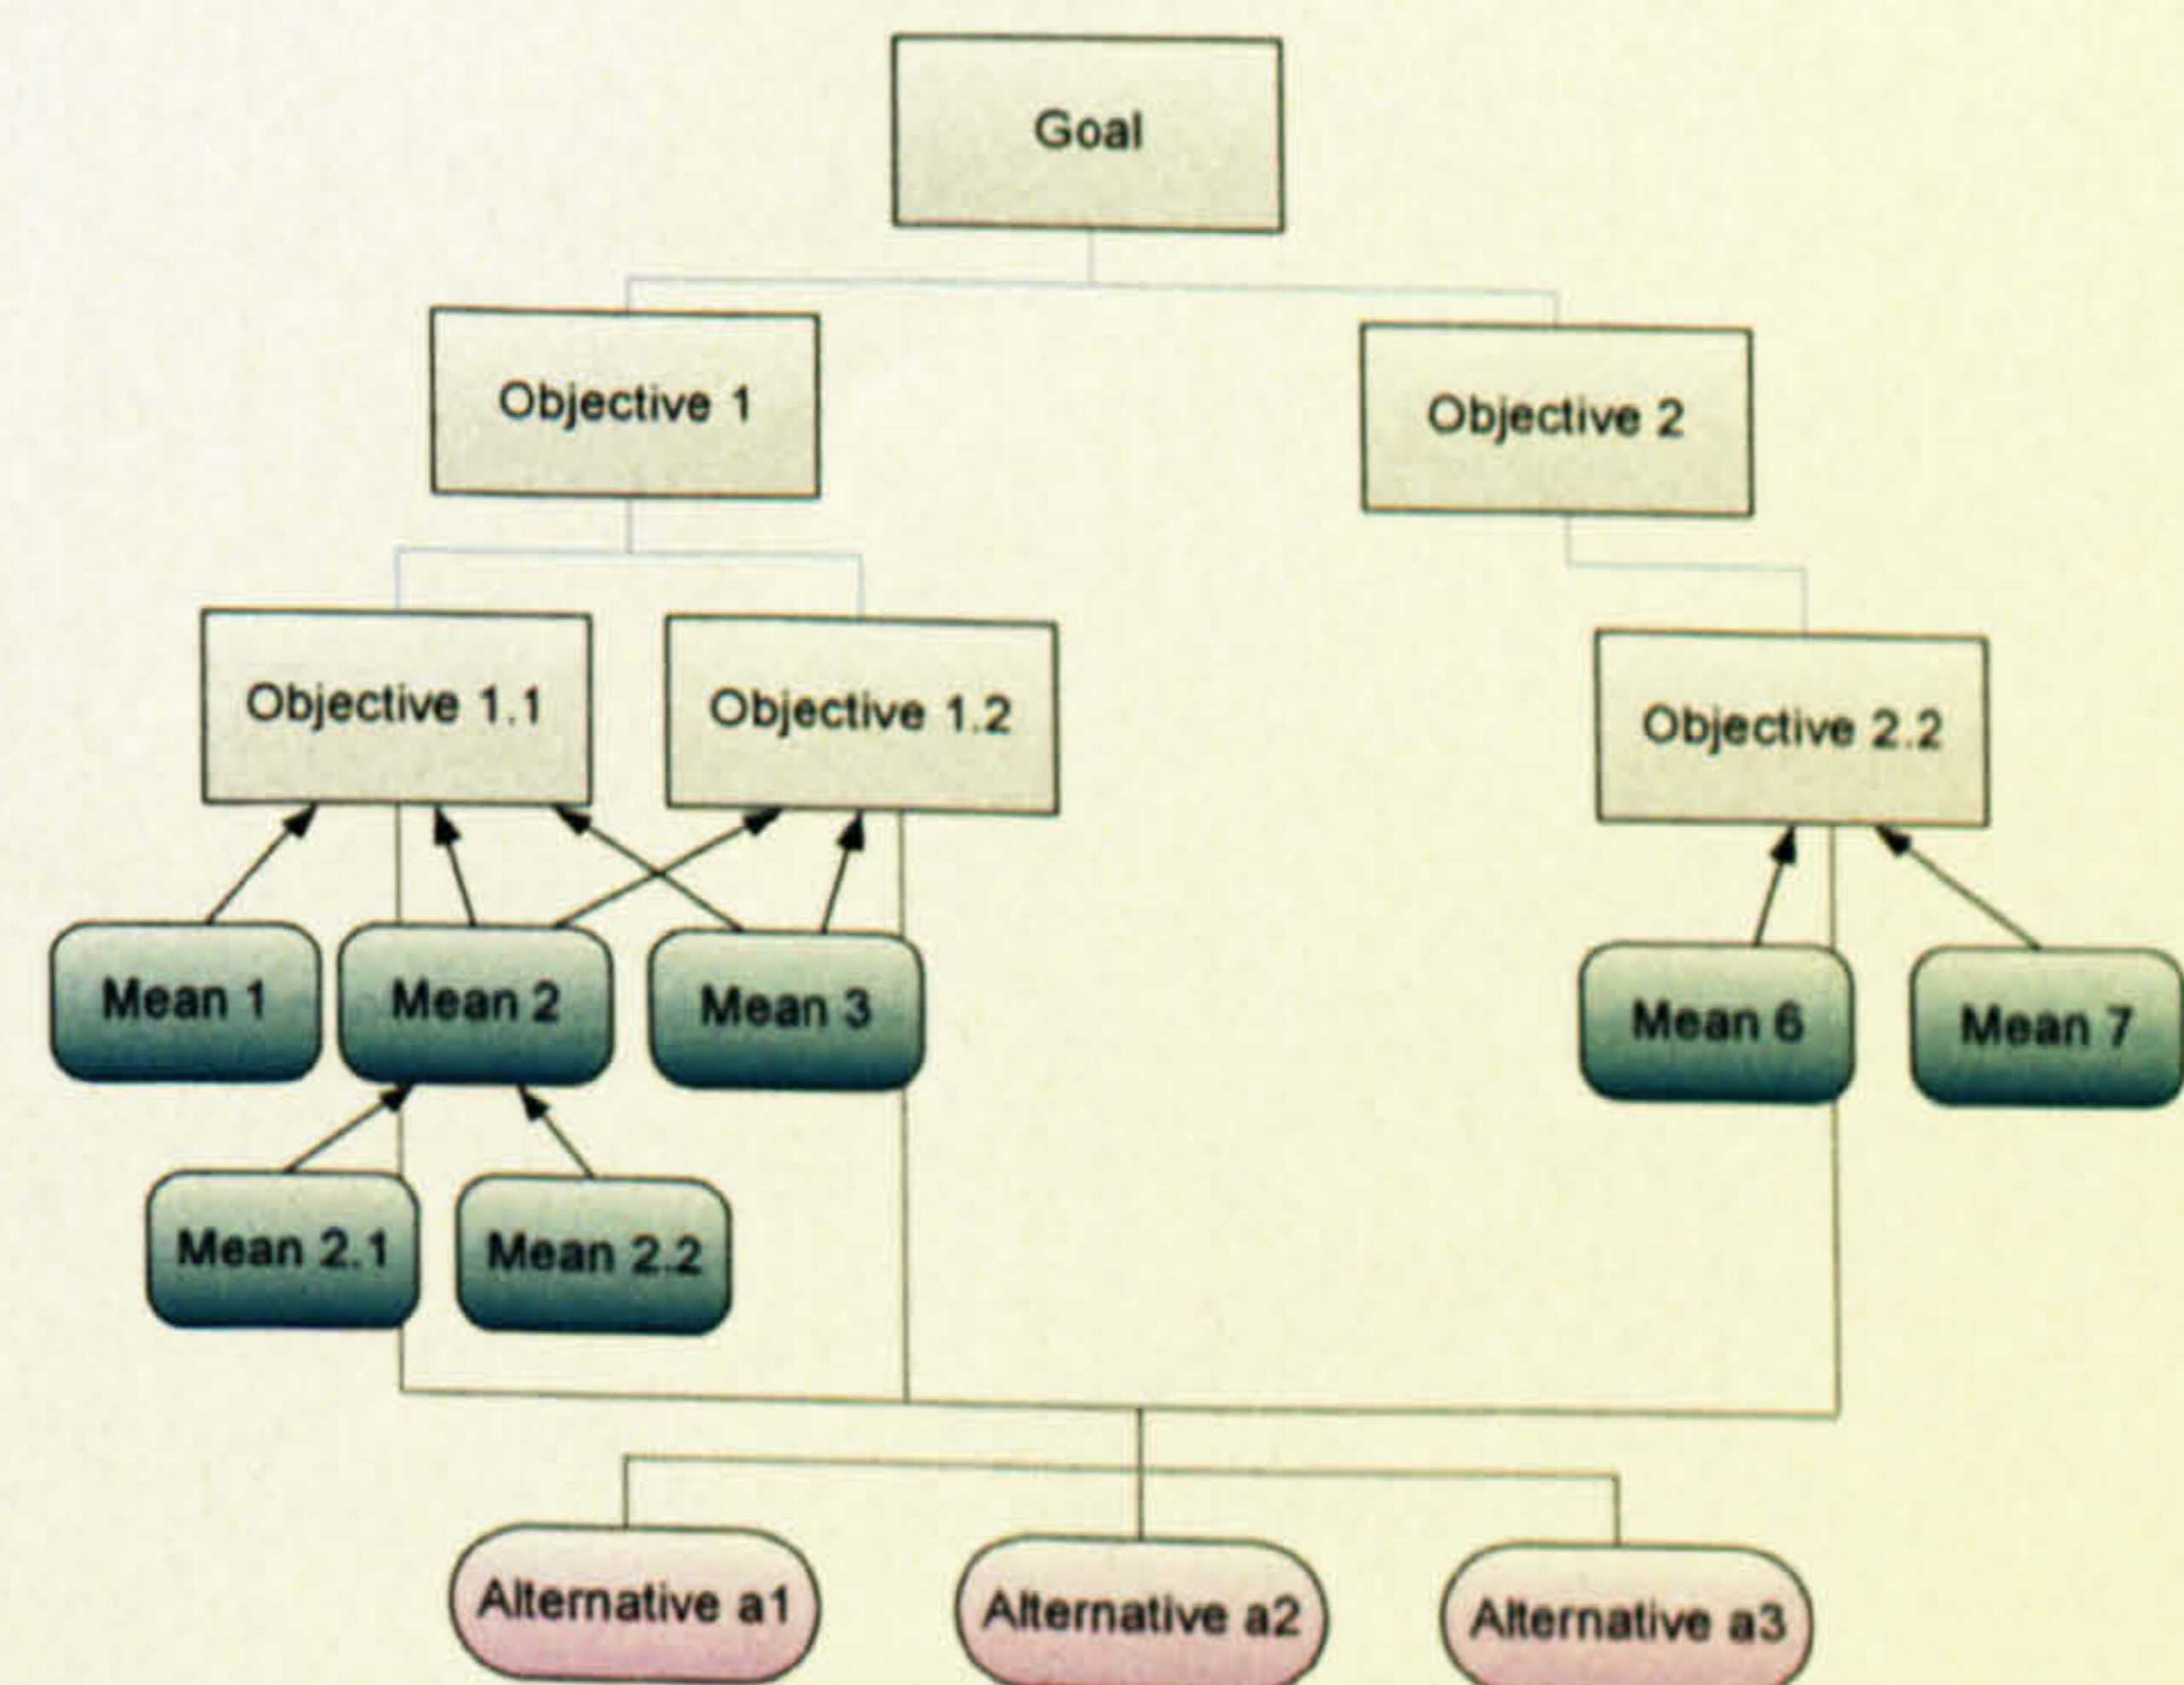 Goal
Objective 1
Objective 2
Objective 1.1
Objective 1.2
Objective 2.2
Mean 1
Mean 2
Mean 3
Mean 6
Mean 7
Mean 2.1
Mean 2.2
Alternative a1
Alternative a2
Alternative a3